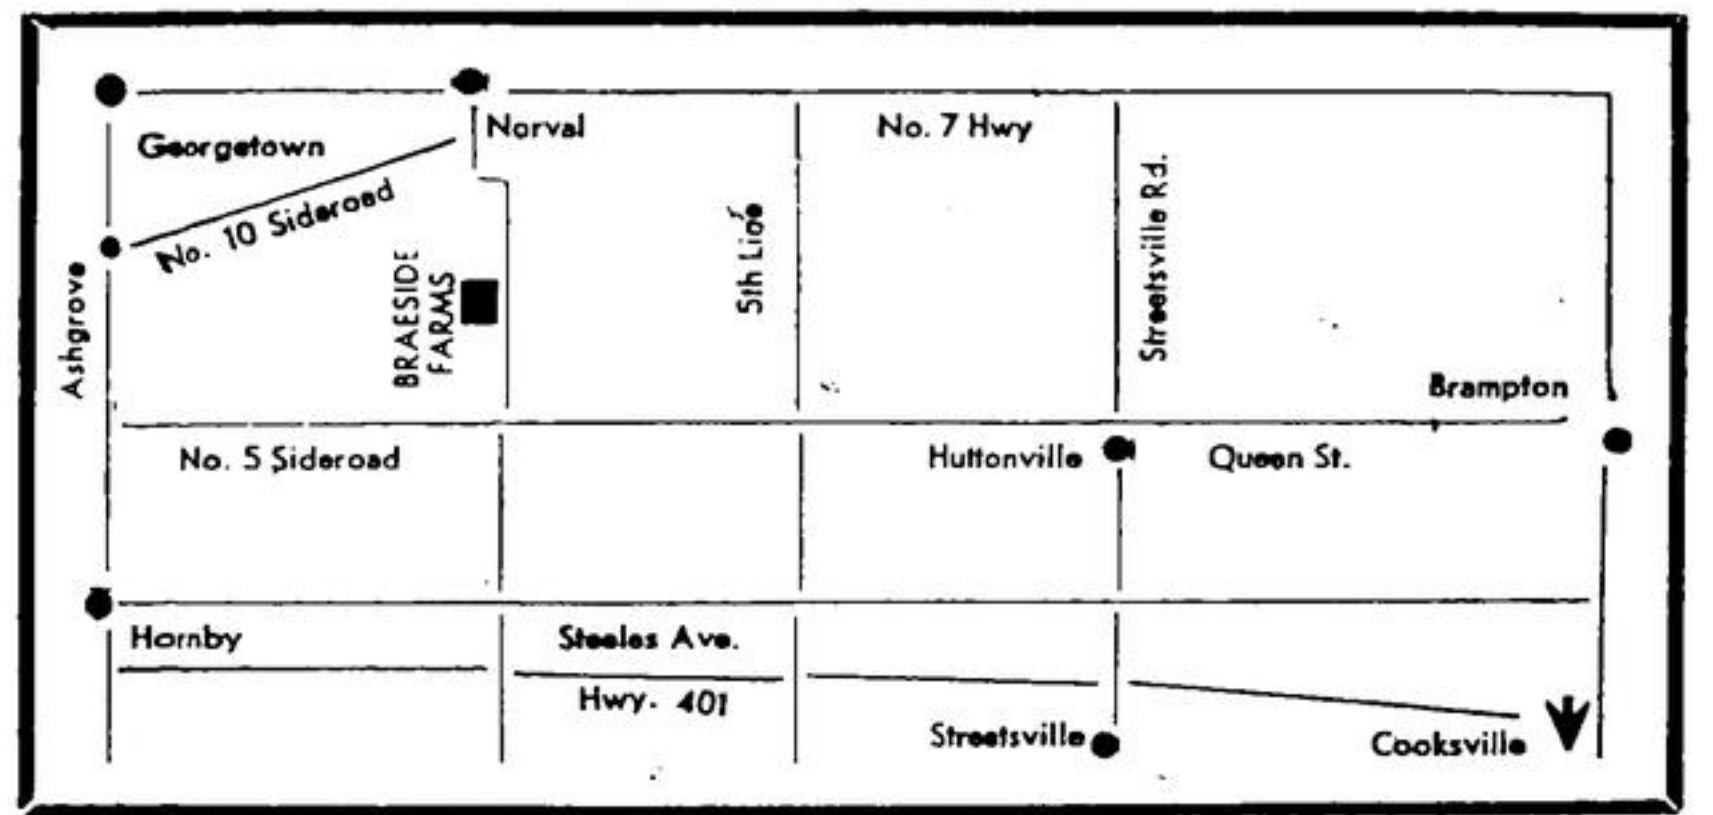 Norval
No. 7 Hwy
Georgetown
No. 10 Sideroad
Ashgrove
BRAESIDE
FARMS
5th Line
Streetsville Rd.
Brampton
No. 5 Sideroad
Huttonville
Queen St.
Hornby
Steeles Ave.
Hwy. 401
Streetsville
Cooksville